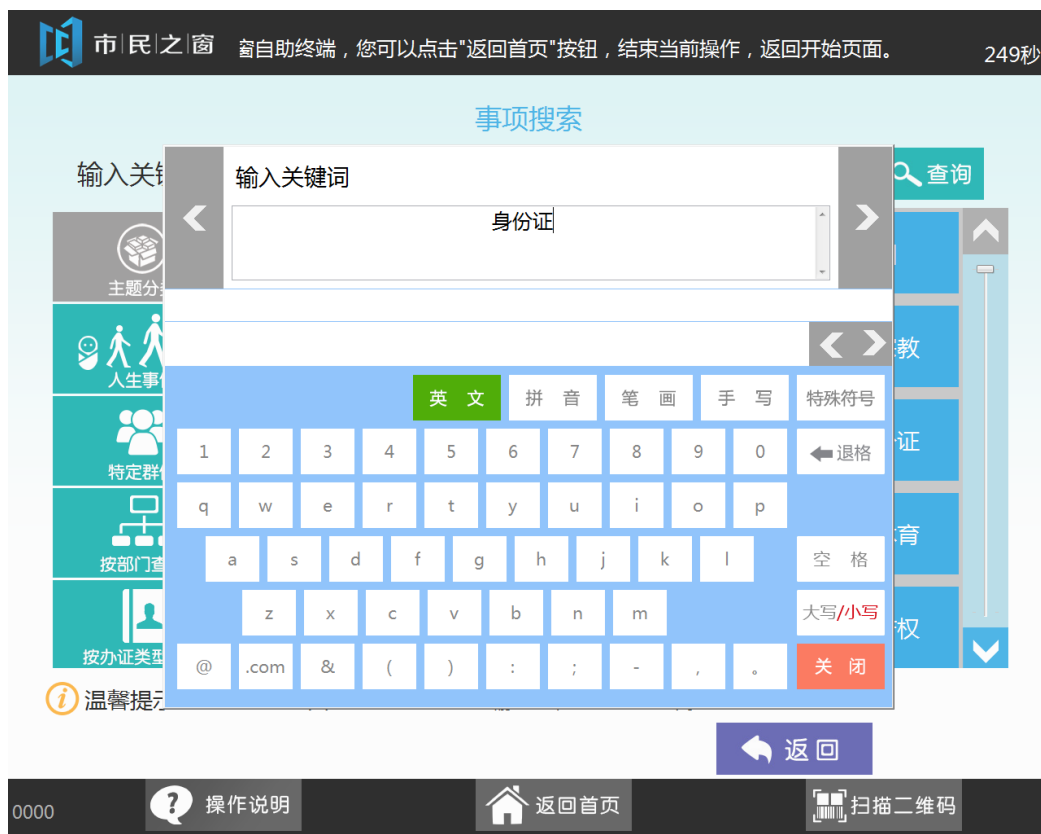 市民之窗
窗自助终端，您可以点击"返回首页"按钮，结束当前操作，返回开始页面。
249秒
事项搜索
输入关键
查询
输入关键词
身份证
主题分类
人生事件
特定群体
按部门查
按办证类型
教
证
育
权
英 文
拼 音
笔 画
手 写
特殊符号
1 2 3 4 5 6 7 8 9 0
退格
q w e r t y u i o p
a s d f g h j k l
空 格
z x c v b n m
大写/小写
@ .com & ( ) : ; - , 。
关 闭
温馨提示
返回
0000
操作说明
返回首页
扫描二维码